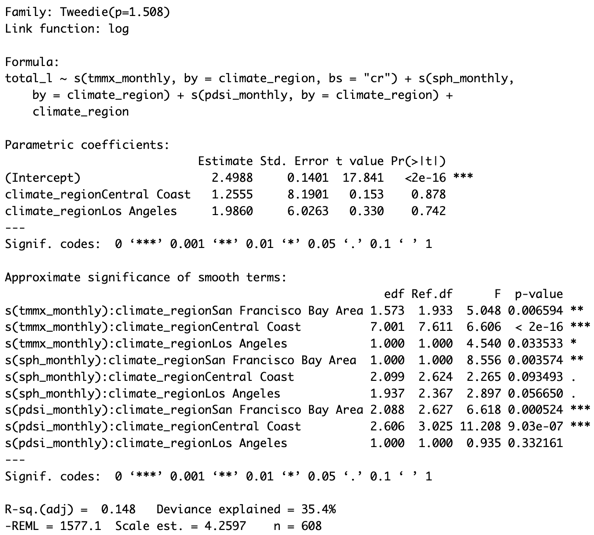 Family: Tweedie(p=1.508)
Link function: log
Formula:
total_l ~ s(tmmx_monthly, by = climate_region, bs = "cr") + s(sph_monthly,
by = climate_region) + s(pdsi_monthly, by = climate_region) +
climate_region
Parametric coefficients:
Estimate Std. Error t value Pr(>|t|)
(Intercept) 2.4988 0.1401 17.841 <2e-16 ***
climate_regionCentral Coast 1.2555 8.1901 0.153 0.878
climate_regionLos Angeles 1.9860 6.0263 0.330 0.742
---
Signif. codes: 0 ‘***’ 0.001 ‘**’ 0.01 ‘*’ 0.05 ‘.’ 0.1 ‘ ’ 1
Approximate significance of smooth terms:
edf Ref.df F p-value
s(tmmx_monthly):climate_regionSan Francisco Bay Area 1.573 1.933 5.048 0.006594 **
s(tmmx_monthly):climate_regionCentral Coast 7.001 7.611 6.606 < 2e-16 ***
s(tmmx_monthly):climate_regionLos Angeles 1.000 1.000 4.540 0.033533 *
s(sph_monthly):climate_regionSan Francisco Bay Area 1.000 1.000 8.556 0.003574 **
s(sph_monthly):climate_regionCentral Coast 2.099 2.624 2.265 0.093493 .
s(sph_monthly):climate_regionLos Angeles 1.937 2.367 2.897 0.056650 .
s(pdsi_monthly):climate_regionSan Francisco Bay Area 2.088 2.627 6.618 0.000524 ***
s(pdsi_monthly):climate_regionCentral Coast 2.606 3.025 11.208 9.03e-07 ***
s(pdsi_monthly):climate_regionLos Angeles 1.000 1.000 0.935 0.332161
---
Signif. codes: 0 ‘***’ 0.001 ‘**’ 0.01 ‘*’ 0.05 ‘.’ 0.1 ‘ ’ 1
R-sq.(adj) = 0.148 Deviance explained = 35.4%
-REML = 1577.1 Scale est. = 4.2597 n = 608